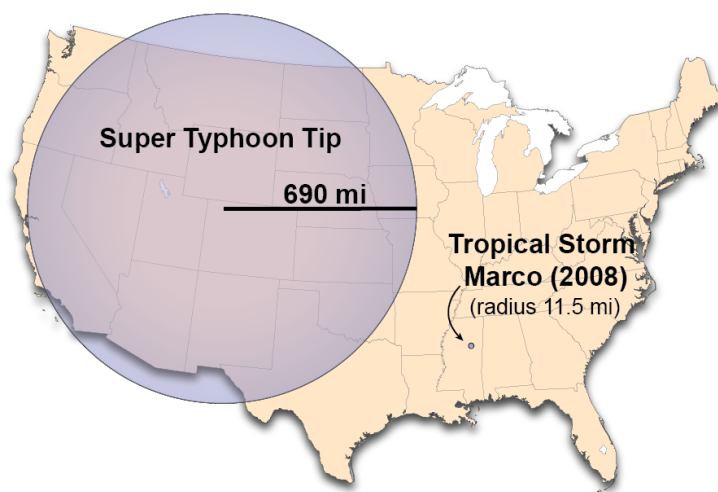 Super Typhoon Tip
690 mi
Tropical Storm
Marco (2008)
(radius 11.5 mi)